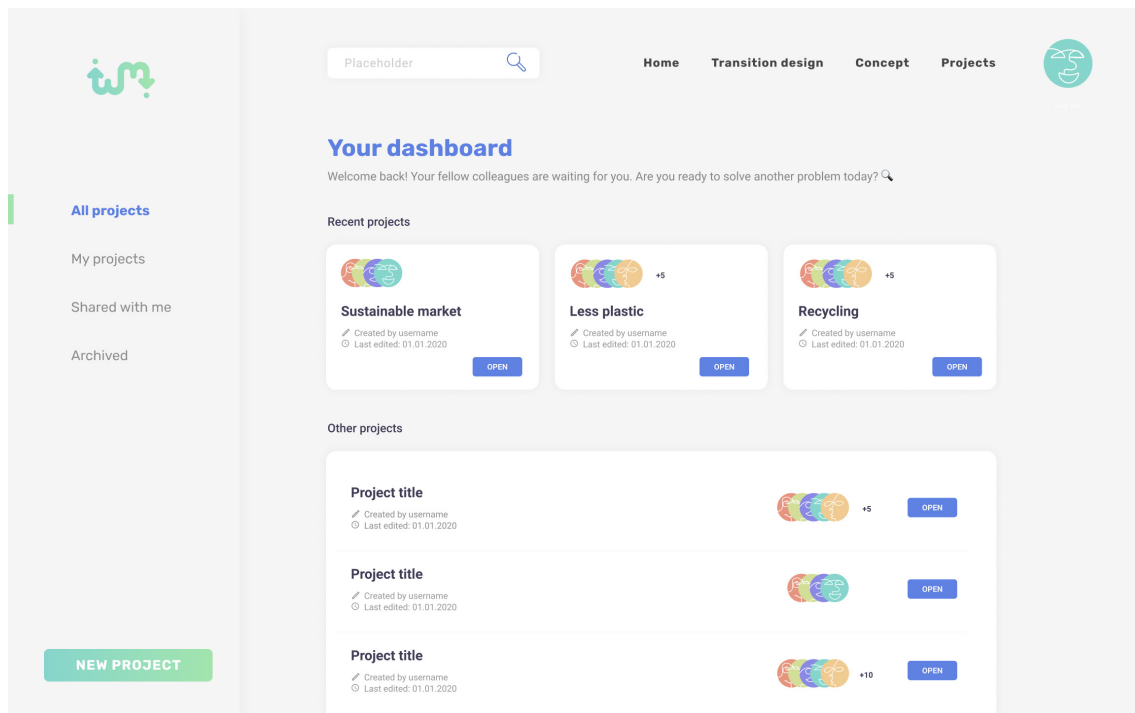 Placeholder
Home
Transition design
Concept
Projects
Your dashboard
Welcome back! Your fellow colleagues are waiting for you. Are you ready to solve another problem today?
All projects
My projects
Shared with me
Archived
NEW PROJECT
Recent projects
Sustainable market
Created by username
Last edited: 01.01.2020
OPEN
+5
Less plastic
Created by username
Last edited: 01.01.2020
OPEN
+5
Recycling
Created by username
Last edited: 01.01.2020
OPEN
Other projects
Project title
Created by username
Last edited: 01.01.2020
+5
OPEN
Project title
Created by username
Last edited: 01.01.2020
OPEN
Project title
Created by username
Last edited: 01.01.2020
+10
OPEN